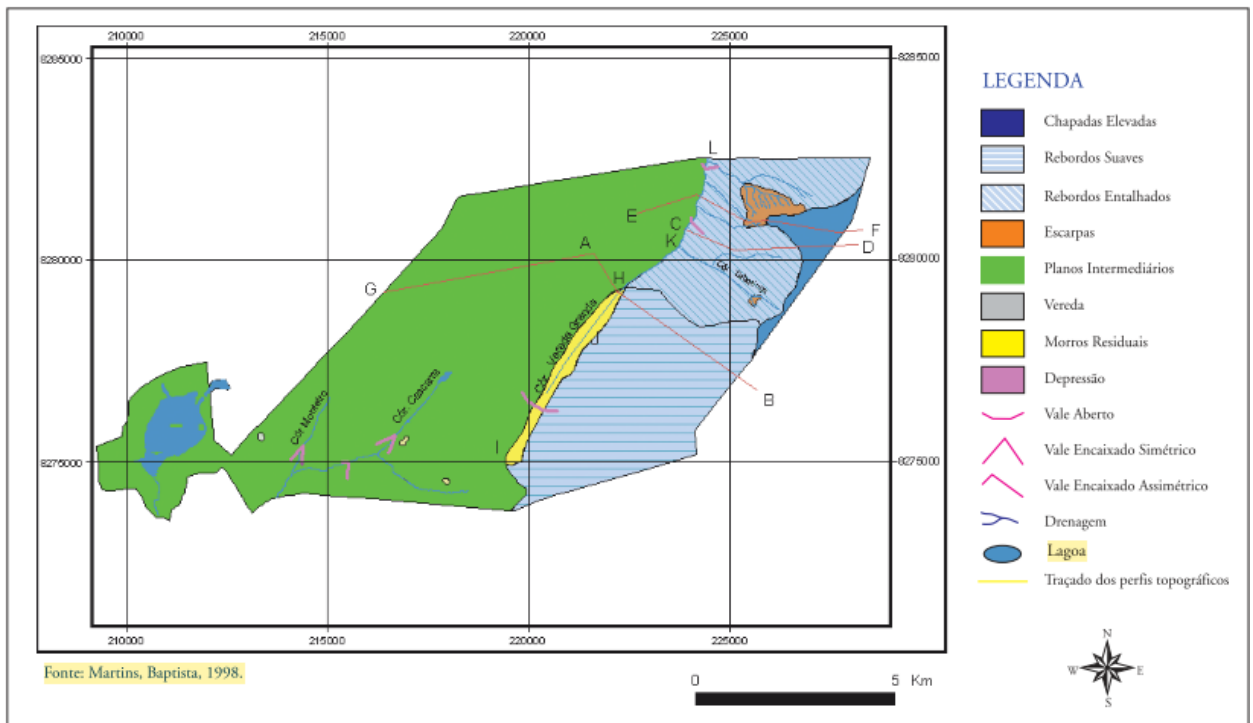 210000 215000 220000 225000
8285000 8285000
L
E
F
C
D
A
K
8280000 8280000
G
H
Cór. Vereda Grande
J
B
Cór. Monteiro
I
8275000 8275000
210000 215000 220000 225000
LEGENDA
Chapadas Elevadas
Rebordos Suaves
Rebordos Entalhados
Escarpas
Planos Intermediários
Vereda
Morros Residuais
Depressão
Vale Aberto
Vale Encaixado Simétrico
Vale Encaixado Assimétrico
Drenagem
Lagoa
Traçado dos perfis topográficos
Fonte: Martins, Baptista, 1998.
0 5 Km
N
W E
S